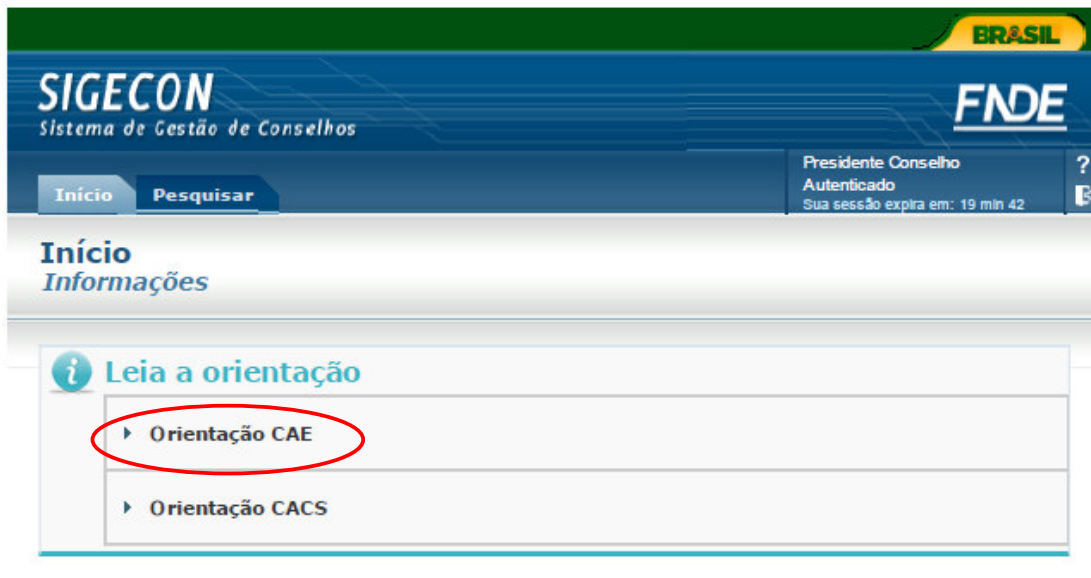 BRASIL
SIGECON
Sistema de Gestão de Conselhos
FNDE
Início Pesquisar
Presidente Conselho
Autenticado
Sua sessão expira em: 19 min 42
?
Início
Informações
i Leia a orientação
Orientação CAE
Orientação CACS